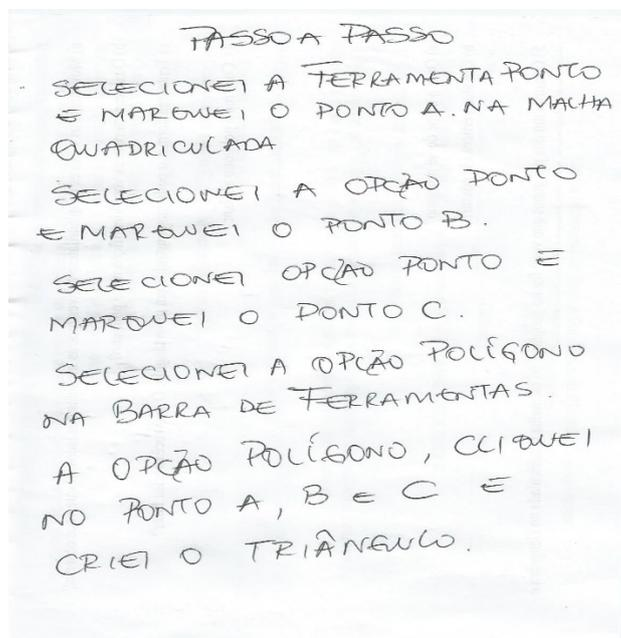 PASSO A PASSO
SELECIONEI A FERRAMENTA PONTO
E MARQUEI O PONTO A. NA MALHA
QUADRICULADA
SELECIONEI A OPÇÃO PONTO
E MARQUEI O PONTO B.
SELECIONEI OPÇÃO PONTO E
MARQUEI O PONTO C.
SELECIONEI A OPÇÃO POLÍGONO
NA BARRA DE FERRAMENTAS.
A OPÇÃO POLÍGONO, CLIQUEI
NO PONTO A, B E C E
CRIEI O TRIÂNGULO.